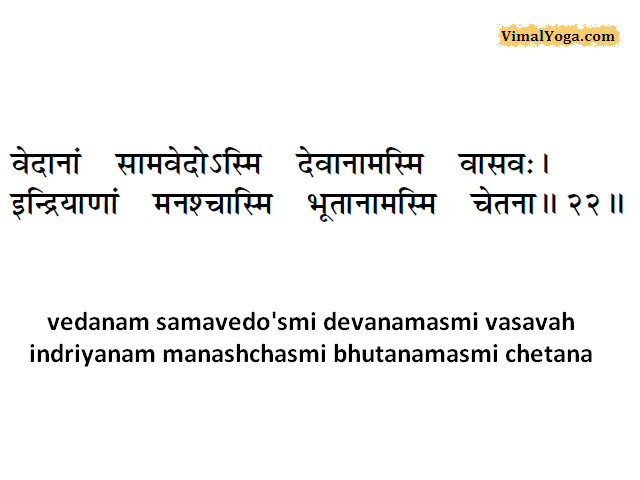 VimalYoga.com
वेदानां सामवेदोऽस्मि देवानामस्मि वासवः।
इन्द्रियाणां मनश्चास्मि भूतानामस्मि चेतना॥ २२॥
vedanam samavedo'smi devanamasmi vasavah
indriyanam manashchasmi bhutanamasmi chetana